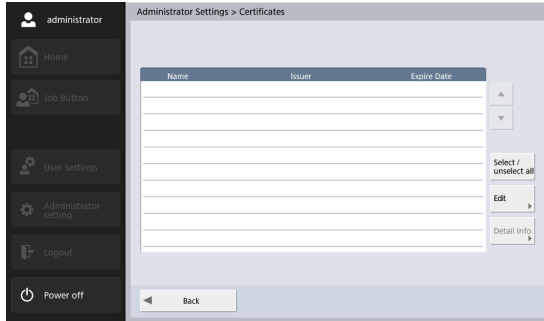 administrator
Administrator Settings > Certificates
Home
Job Button
User Settings
Administrator
setting
Logout
Power off
Name Issuer Expire Date
Select /
unselect all
Edit
Detail Info.
Back